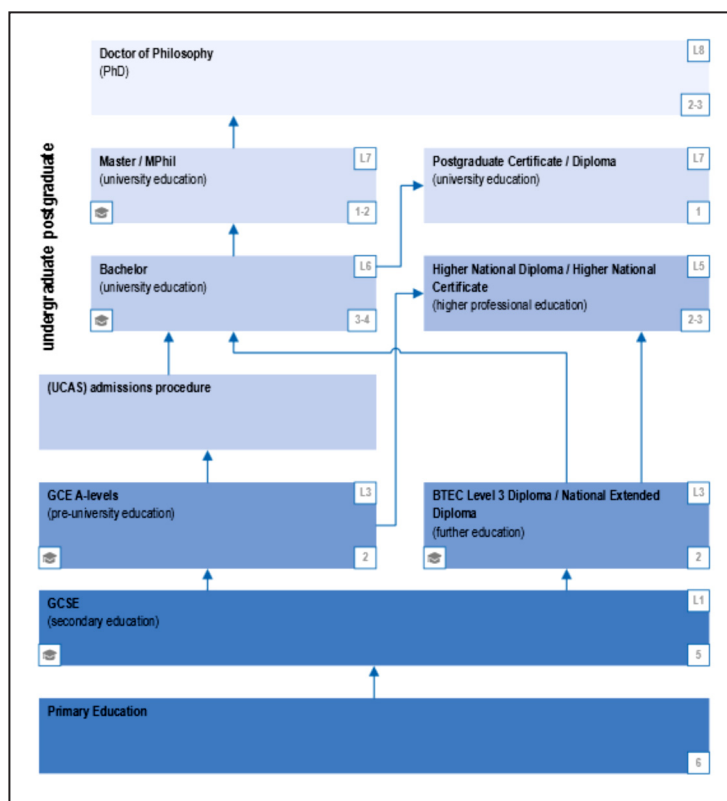 Doctor of Philosophy
(PhD)
L8
2-3
undergraduate postgraduate
Master / MPhil
(university education)
L7
1-2
Postgraduate Certificate / Diploma
(university education)
L7
1
Bachelor
(university education)
L6
3-4
Higher National Diploma / Higher National
Certificate
(higher professional education)
L5
2-3
(UCAS) admissions procedure
GCE A-levels
(pre-university education)
L3
2
BTEC Level 3 Diploma / National Extended
Diploma
(further education)
L3
2
GCSE
(secondary education)
L1
5
Primary Education
6